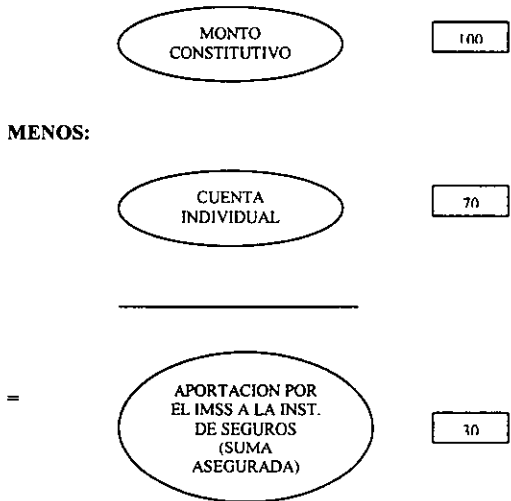 MONTO
CONSTITUTIVO
100
MENOS:
CUENTA
INDIVIDUAL
70
=
APORTACION POR
EL IMSS A LA INST.
DE SEGUROS
(SUMA
ASEGURADA)
30